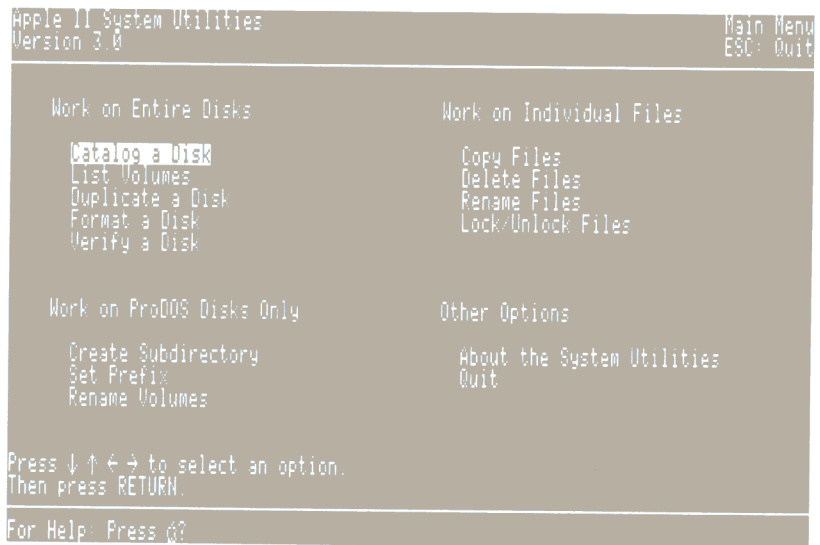 Apple II System Utilities
Version 3.0
Main Menu
ESC: Quit
Work on Entire Disks
Catalog a Disk
List Volumes
Duplicate a Disk
Format a Disk
Verify a Disk
Work on Individual Files
Copy Files
Delete Files
Rename Files
Lock/Unlock Files
Work on ProDOS Disks Only
Create Subdirectory
Set Prefix
Rename Volumes
Other Options
About the System Utilities
Quit
Press ↓ ↑ ← → to select an option.
Then press RETURN.
For Help: Press ?